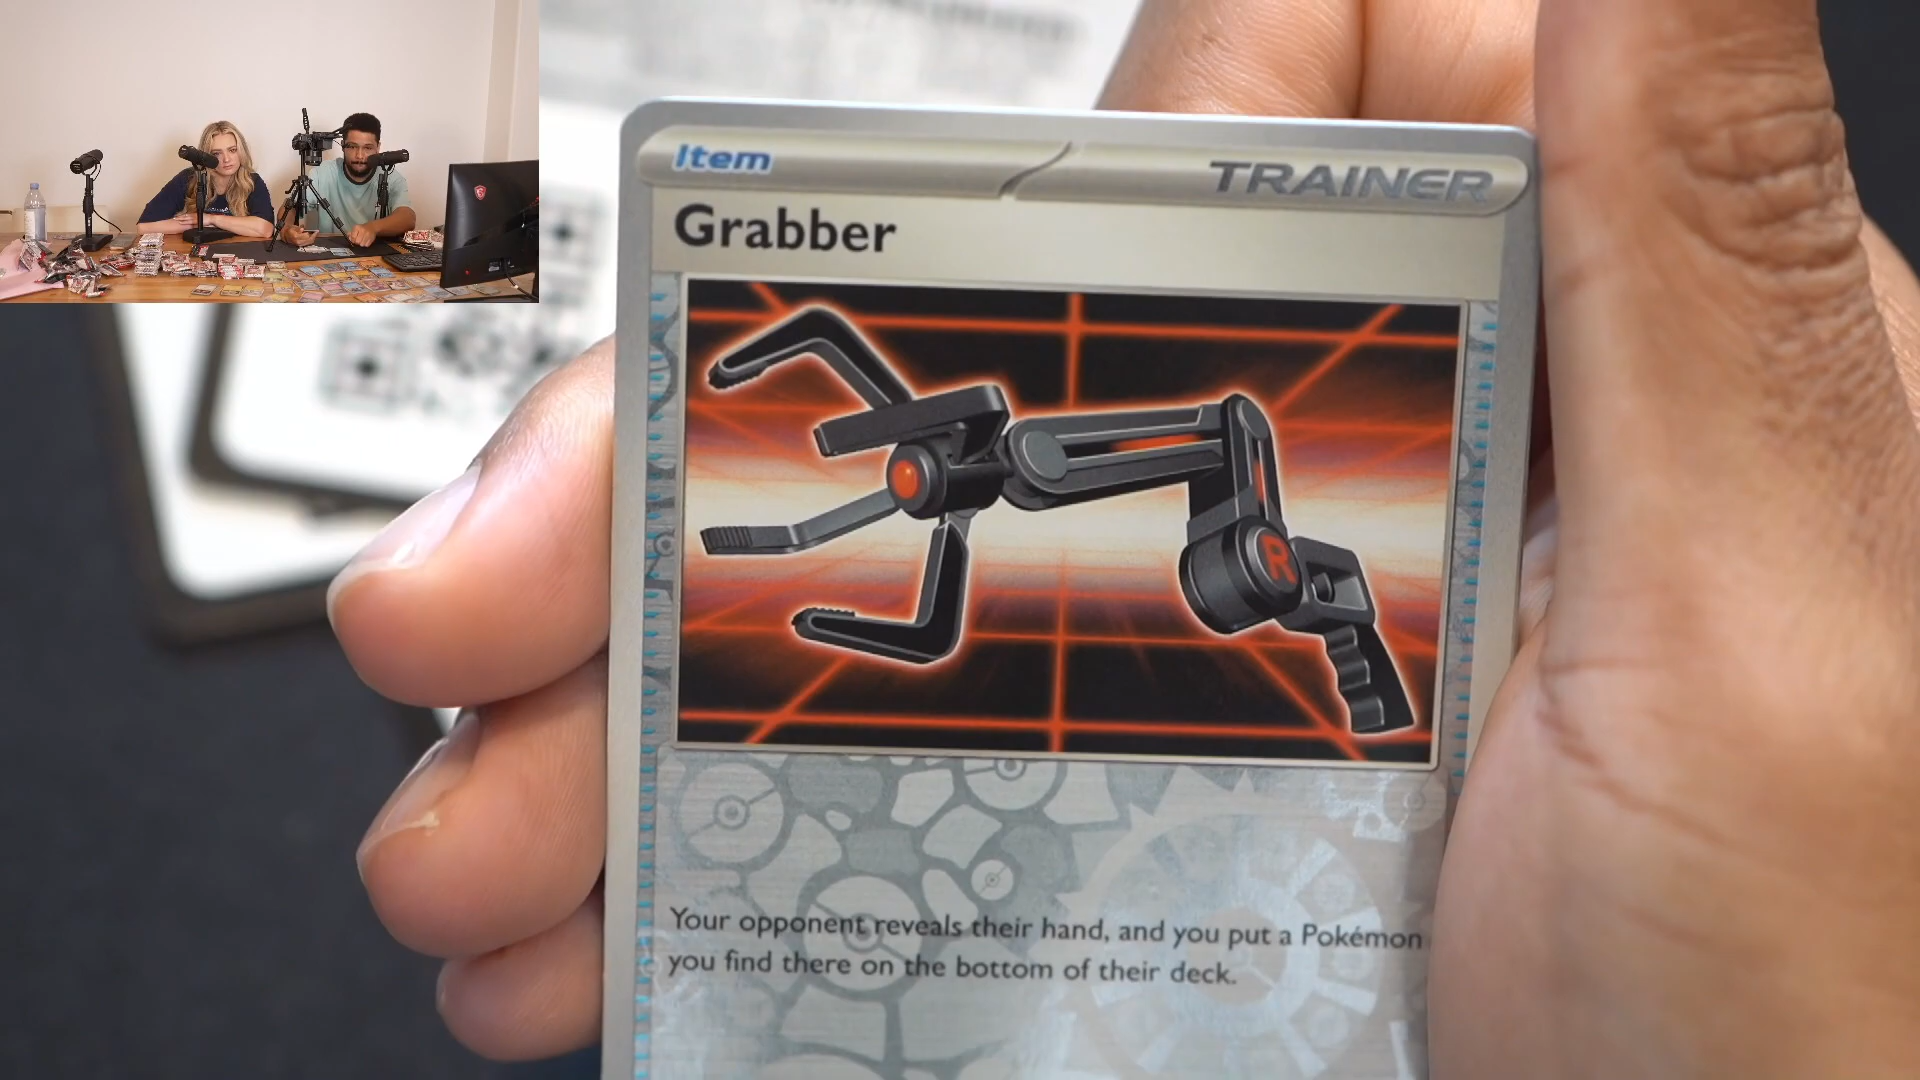 Item
TRAINER
Grabber
R
Your opponent reveals their hand, and you put a Pokémon
you find there on the bottom of their deck.